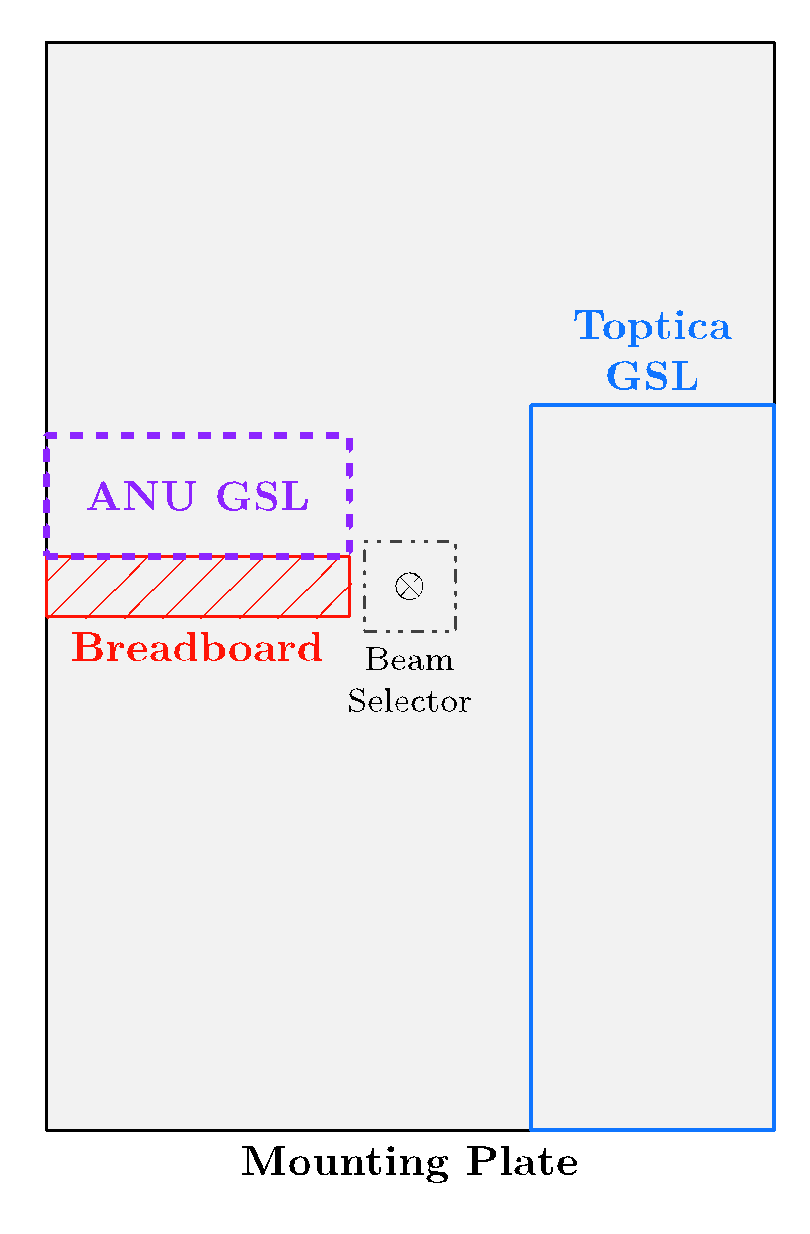 Toptica
GSL
ANU GSL
Breadboard
Beam
Selector
Mounting Plate